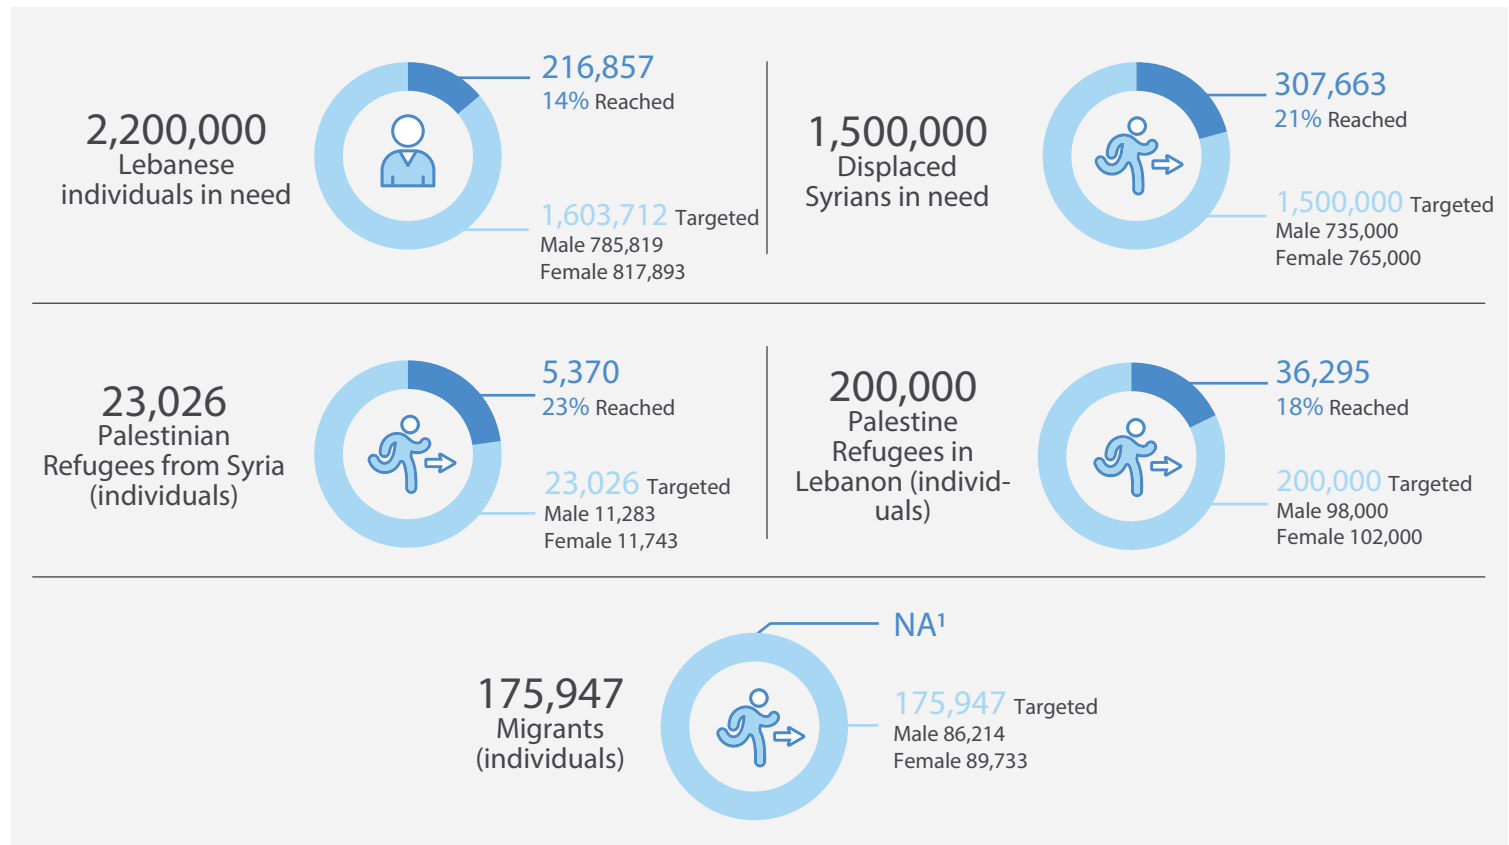 2,200,000
Lebanese
individuals in need
216,857
14% Reached
1,603,712 Targeted
Male 785,819
Female 817,893
1,500,000
Displaced
Syrians in need
307,663
21% Reached
1,500,000 Targeted
Male 735,000
Female 765,000
23,026
Palestinian
Refugees from Syria
(individuals)
5,370
23% Reached
23,026 Targeted
Male 11,283
Female 11,743
200,000
Palestine
Refugees in
Lebanon (individ-
uals)
36,295
18% Reached
200,000 Targeted
Male 98,000
Female 102,000
175,947
Migrants
(individuals)
NA¹
175,947 Targeted
Male 86,214
Female 89,733